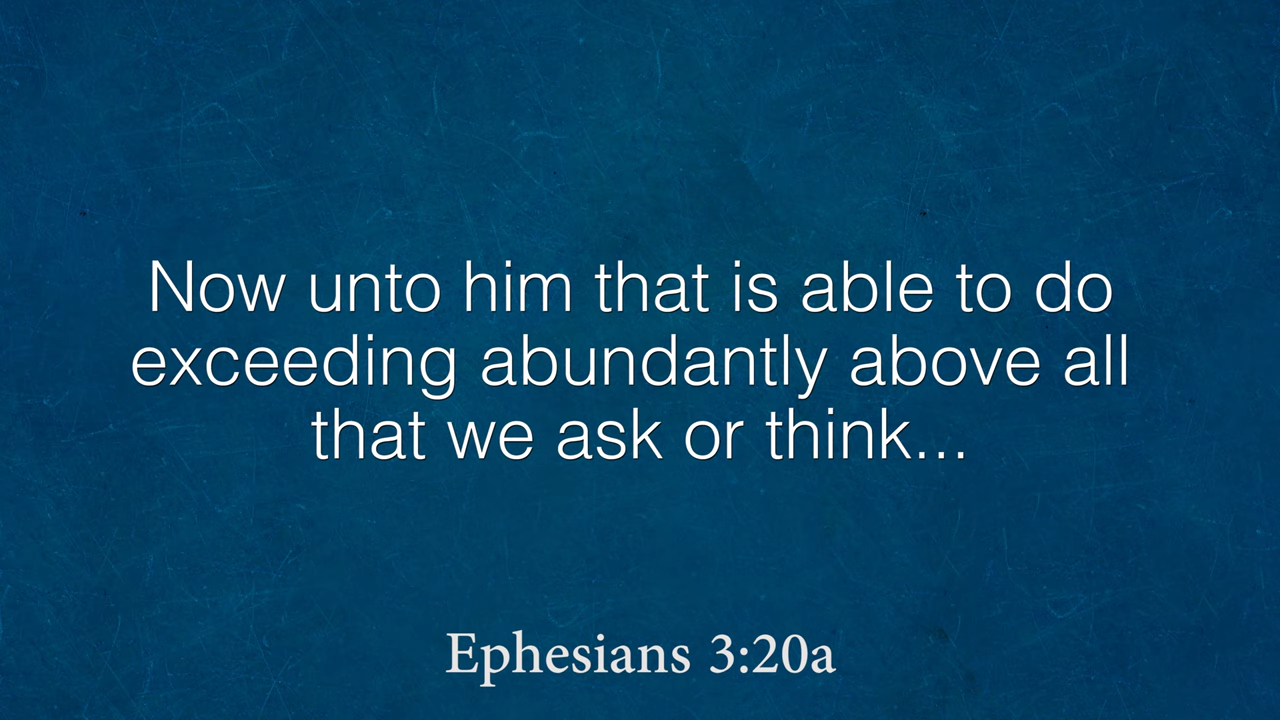 Now unto him that is able to do
exceeding abundantly above all
that we ask or think...
Ephesians 3:20a